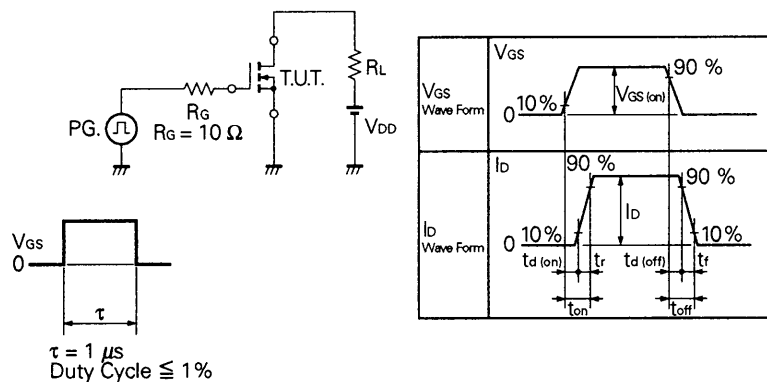 T.U.T.
RL
RG
RG = 10 Ω
PG.
VDD
VGS
0
τ
τ = 1 μs
Duty Cycle ≦ 1%
VGS
Wave Form
VGS
90 %
VGS (on)
10%
0
ID
Wave Form
ID
90 %
90 %
ID
10%
0
10%
td (on)
tr
td (off)
tf
ton
toff